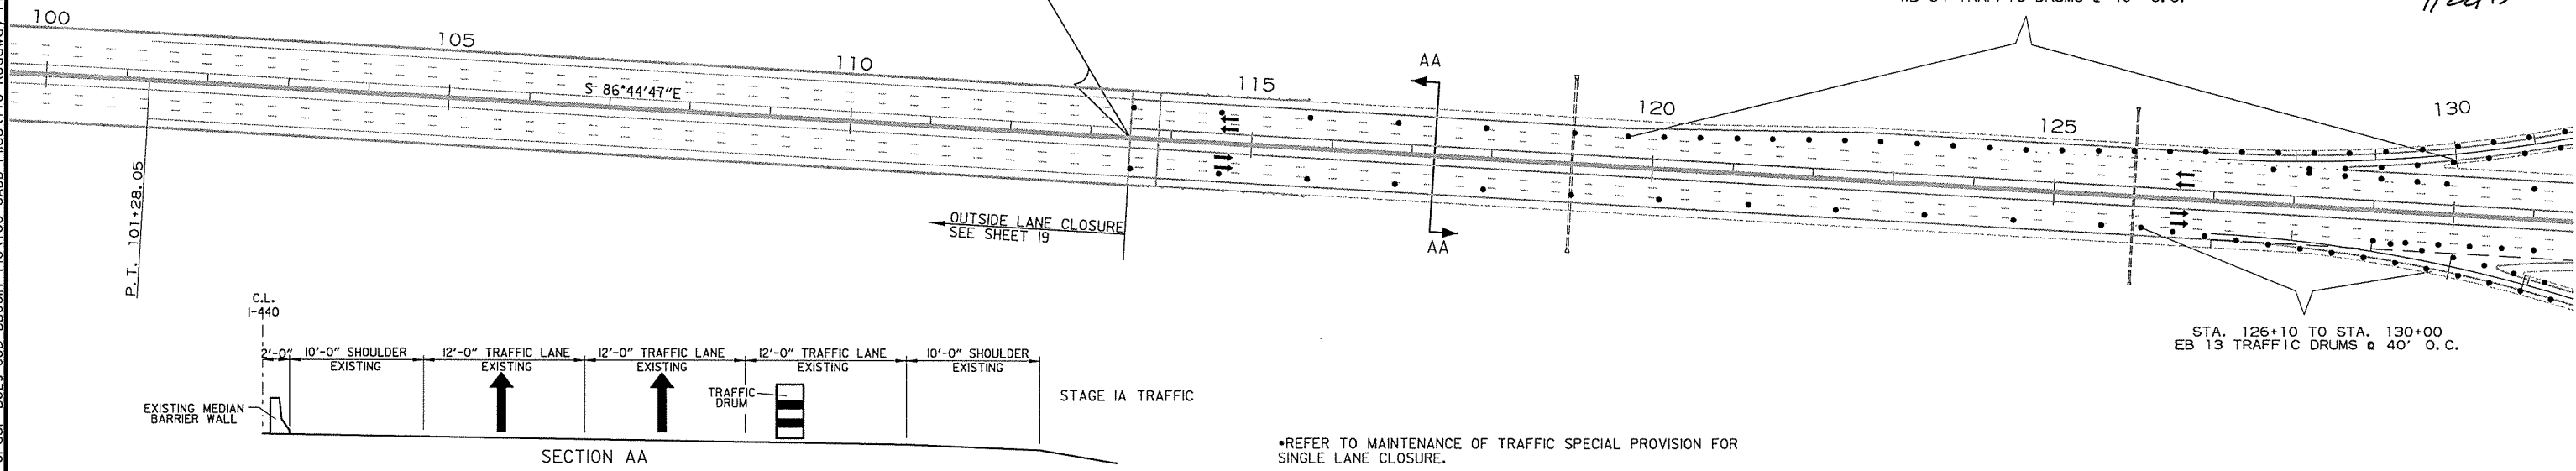 100
105
110
115
120
125
130
S 86°44'47"E
AA
AA
P.T. 101+28.05
OUTSIDE LANE CLOSURE
SEE SHEET 19
STA. 126+10 TO STA. 130+00
EB 13 TRAFFIC DRUMS @ 40' O.C.
C.L.
I-440
2'-0" 10'-0" SHOULDER 12'-0" TRAFFIC LANE 12'-0" TRAFFIC LANE 12'-0" TRAFFIC LANE 10'-0" SHOULDER
EXISTING EXISTING EXISTING EXISTING EXISTING
TRAFFIC
DRUM
STAGE IA TRAFFIC
EXISTING MEDIAN
BARRIER WALL
SECTION AA
•REFER TO MAINTENANCE OF TRAFFIC SPECIAL PROVISION FOR
SINGLE LANE CLOSURE.